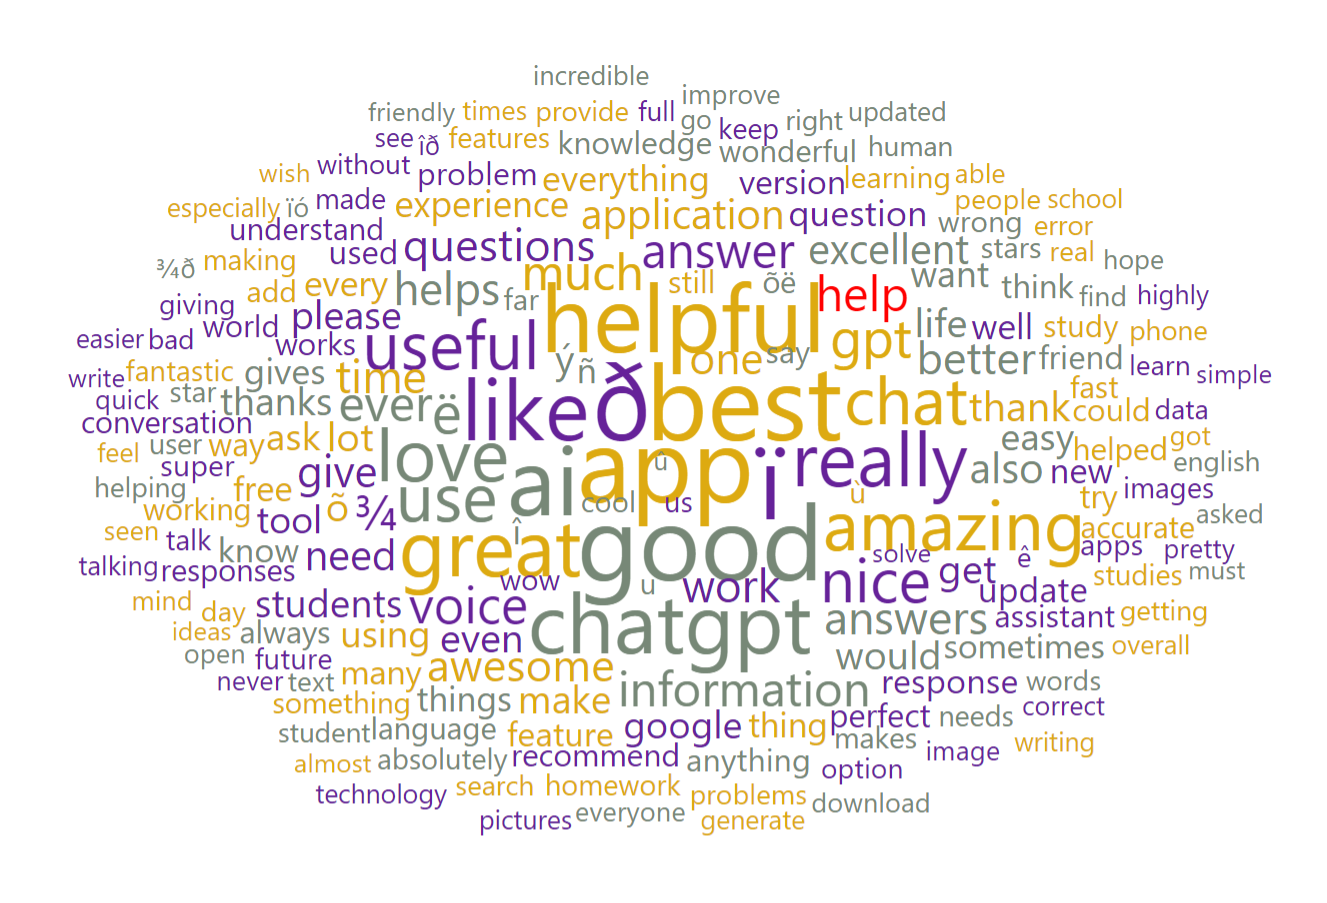 incredible
improve
friendly times provide full go keep right updated
see îð features knowledge wonderful human
wish without problem everything version learning able
especially ïó made experience application question people school
understand used questions answer excellent wrong error
¾ð making every helps much still õë help want stars real hope
giving add far helpful think find highly
easier bad world please works useful gpt life well study phone
write fantastic gives time ý ñ one say better friend learn simple
quick star thanks ever ë like ð best chat thank fast could data
conversation user way ask lot love easy helped got
feel super give ai app û ï really also new english
helping free use cool us ù try images
working tool õ ¾ î amazing accurate asked
seen talk know need great good solve ê apps pretty
talking responses wow u work nice get update studies must
mind day students voice chatgpt answers assistant getting
ideas always using even would sometimes overall
open future many awesome
never text information response words
something things make perfect needs correct
student language feature google thing makes image writing
almost absolutely recommend anything option
technology search homework problems download
pictures everyone generate